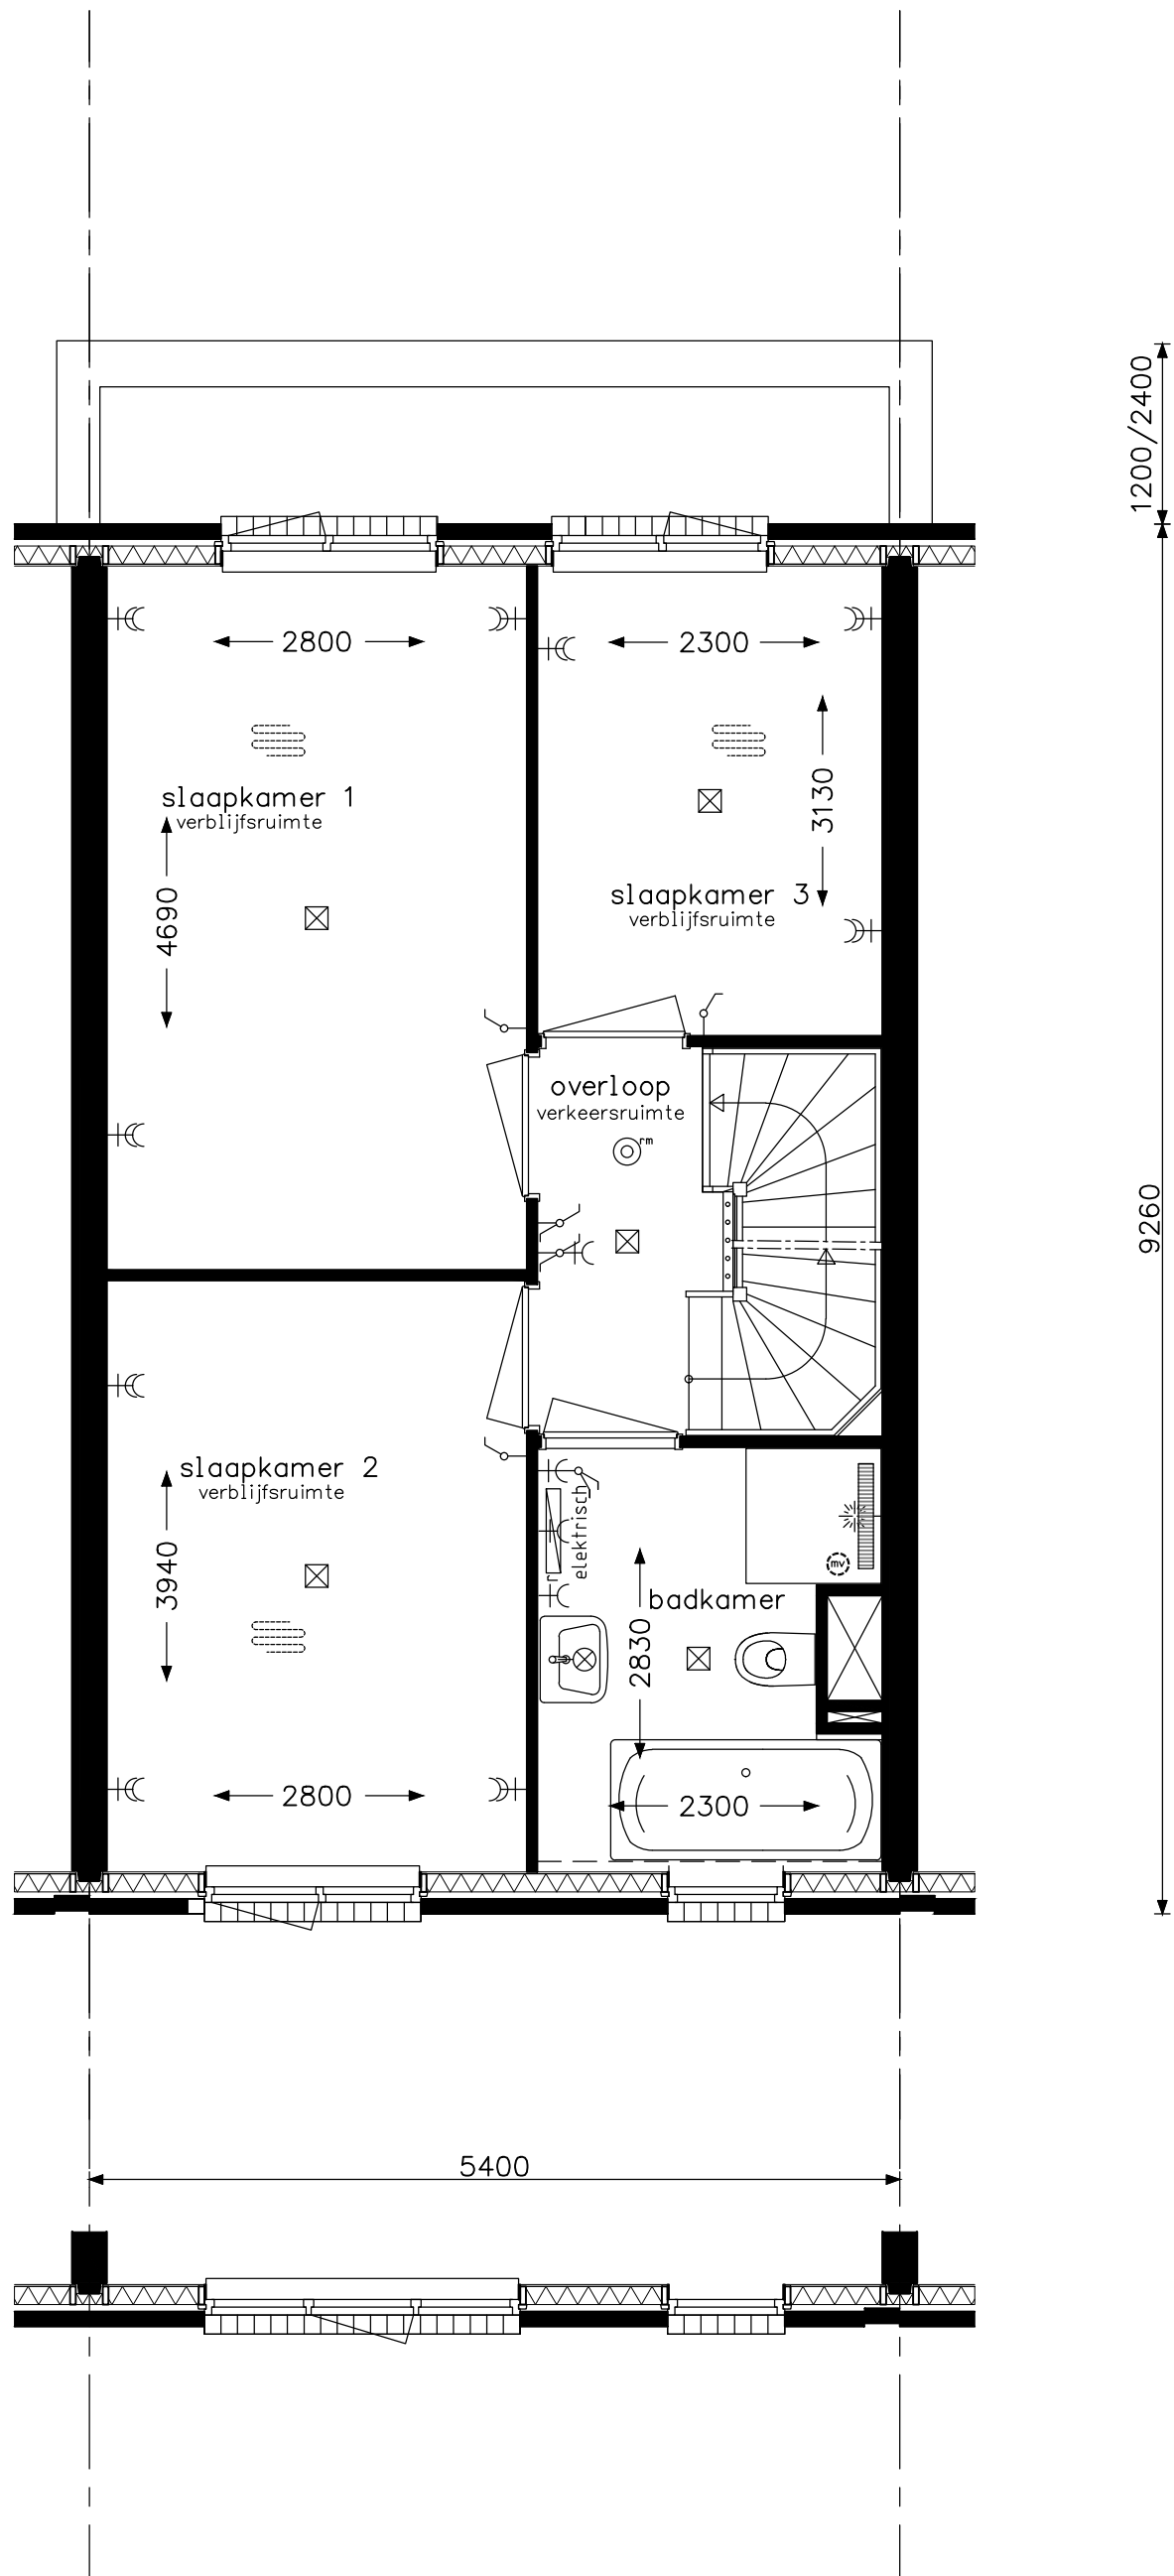 1200/2400
2800
2300
3130
slaapkamer 1
verblijfsruimte
4690
slaapkamer 3
verblijfsruimte
overloop
verkeersruimte
rm
9260
slaapkamer 2
verblijfsruimte
3940
elektrisch
r
mv
badkamer
2830
2800
2300
5400